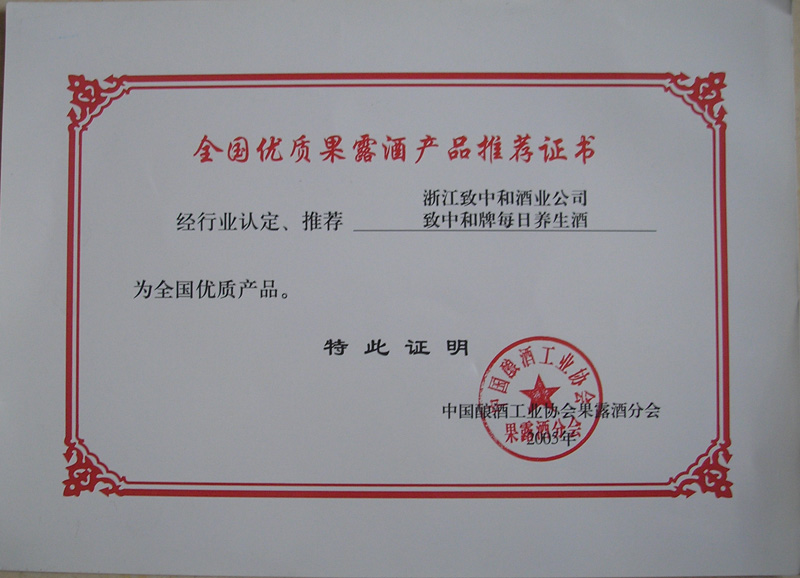 全国优质果露酒产品推荐证书
浙江致中和酒业公司
经行业认定、推荐 致中和牌每日养生酒
为全国优质产品。
特此证明
中国酿酒工业协会果露酒分会
2003年
中国酿酒工业协会
果露酒分会